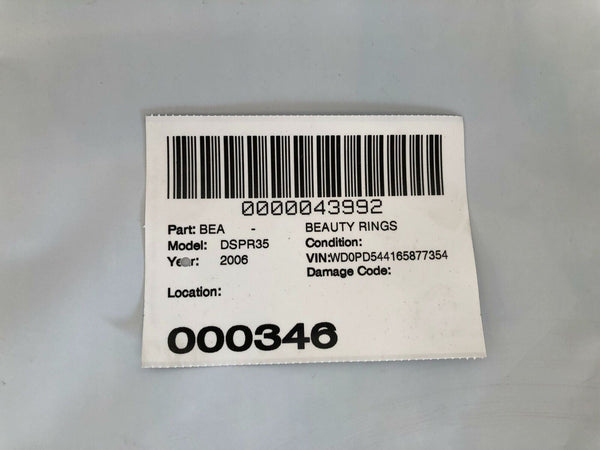 0000043992
Part: BEA - BEAUTY RINGS
Model: DSPR35 Condition:
Year: 2006 VIN:WD0PD544165877354
Damage Code:
Location:
000346